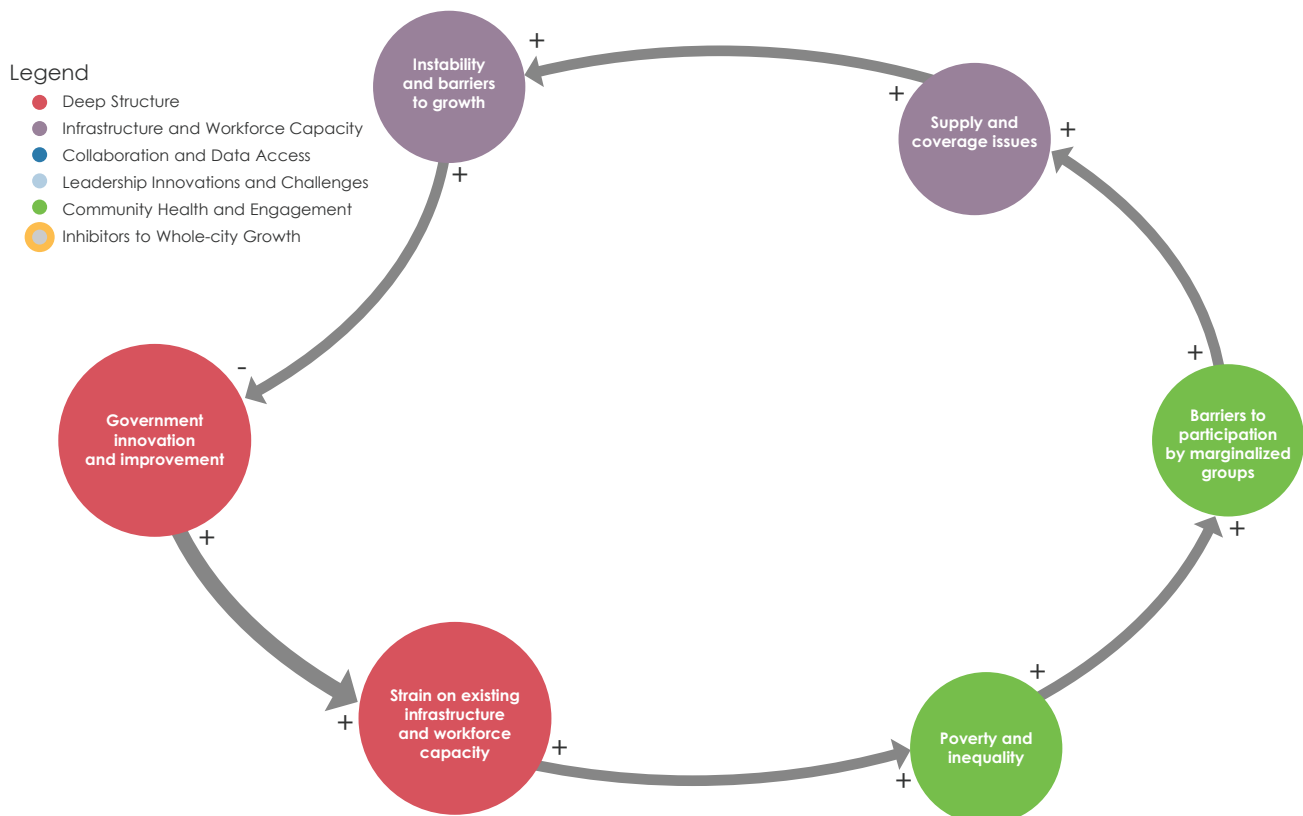 Legend
Deep Structure
Infrastructure and Workforce Capacity
Collaboration and Data Access
Leadership Innovations and Challenges
Community Health and Engagement
Inhibitors to Whole-city Growth
Instability
and barriers
to growth
+
+
Supply and
coverage issues
+
+
Barriers to
participation
by marginalized
groups
+
+
Poverty and
inequality
+
+
Strain on existing
infrastructure
and workforce
capacity
+
+
Government
innovation
and improvement
+
-